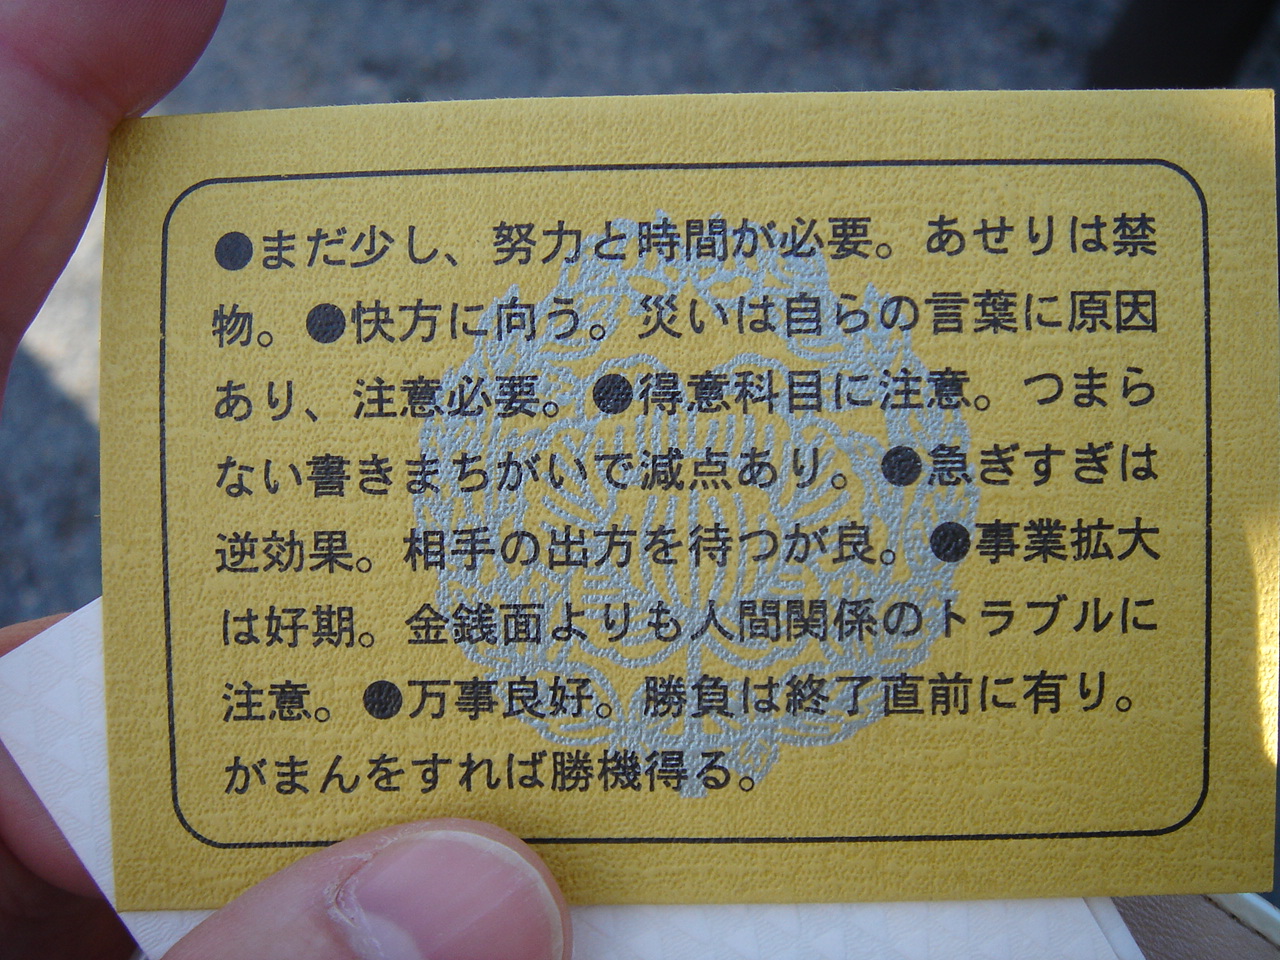 ●まだ少し、努力と時間が必要。あせりは禁
物。●快方に向う。災いは自らの言葉に原因
あり、注意必要。●得意科目に注意。つまら
ない書きまちがいで減点あり。●急ぎすぎは
逆効果。相手の出方を待つが良。●事業拡大
は好期。金銭面よりも人間関係のトラブルに
注意。●万事良好。勝負は終了直前に有り。
がまんをすれば勝機得る。